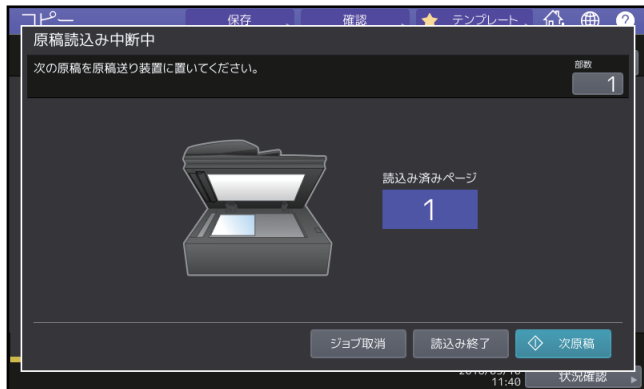 コピー 保存 確認 テンプレート ?
原稿読込み中断中
次の原稿を原稿送り装置に置いてください。
部数
1
読込み済みページ
1
ジョブ取消 読込み終了 次原稿
11:40 状況確認